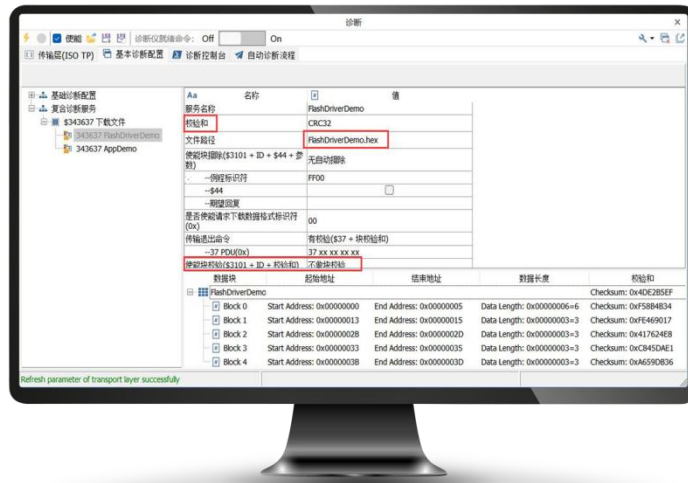 诊断
使能 诊断仪就绪命令: Off On
传输层(ISO TP) 基本诊断配置 诊断控制台 自动诊断流程
基础诊断配置
复合诊断服务
$343637 下载文件
343637 FlashDriverDemo
343637 AppDemo
Aa 名称 # 值
服务名称 FlashDriverDemo
校验和 CRC32
文件路径 FlashDriverDemo.hex
使能块擦除($3101 + ID + $44 + 参数) 无自动擦除
--例程标识符 FF00
--$44
--期望回复
是否使能请求下载数据格式标识符(0x) 00
传输退出命令 有校验($37 + 块校验和)
--37 PDU(0x) 37 xx xx xx xx
使能块校验($3101 + ID + 校验和) 不做块校验
数据块 起始地址 结束地址 数据长度 校验和
FlashDriverDemo Checksum: 0x4DE2B5EF
# Block 0 Start Address: 0x00000000 End Address: 0x00000005 Data Length: 0x00000006=6 Checksum: 0xF58B4B34
# Block 1 Start Address: 0x00000013 End Address: 0x00000015 Data Length: 0x00000003=3 Checksum: 0xFE469017
# Block 2 Start Address: 0x0000002B End Address: 0x0000002D Data Length: 0x00000003=3 Checksum: 0x417624E8
# Block 3 Start Address: 0x00000033 End Address: 0x00000035 Data Length: 0x00000003=3 Checksum: 0xC845DAE1
# Block 4 Start Address: 0x0000003B End Address: 0x0000003D Data Length: 0x00000003=3 Checksum: 0xA659DB36
Refresh parameter of transport layer successfully